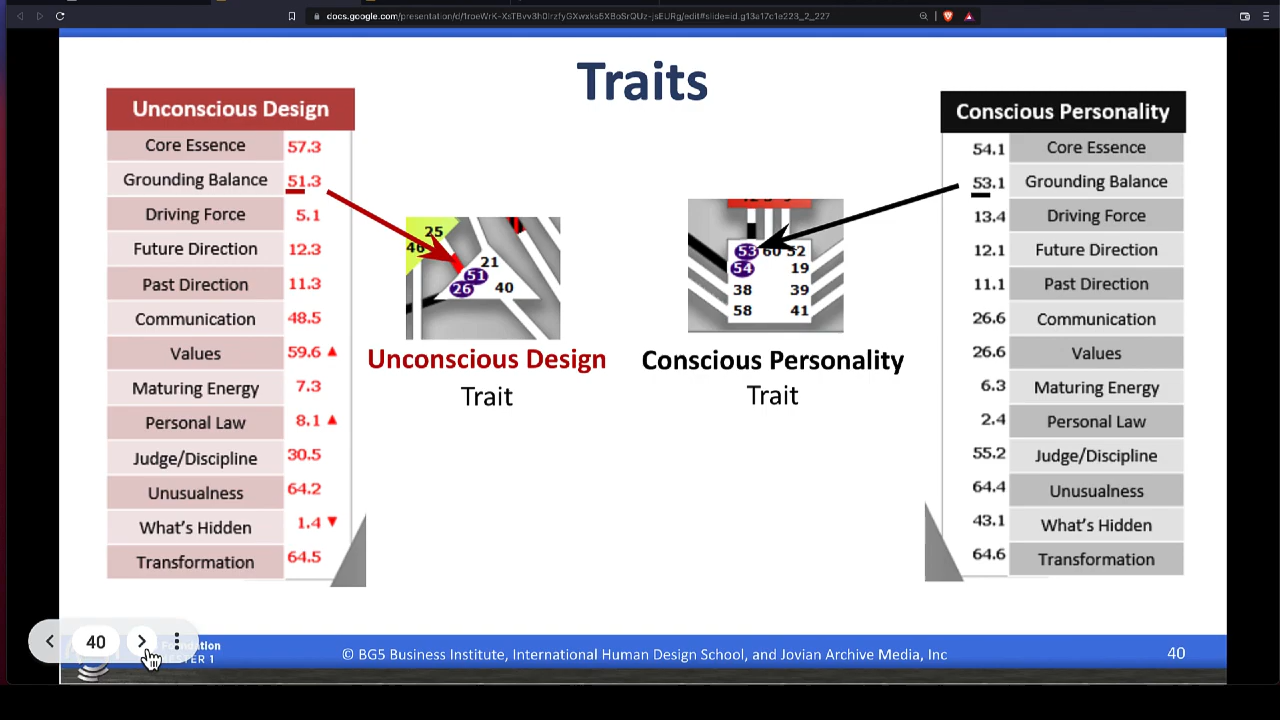 docs.google.com/presentation/d/1roeWrK-XsTBvv3h0IrzfyGXwxks5XBoSrQUz-jsEURg/edit#slide=id.g13a17c1e223_2_227
Traits
Unconscious Design
Core Essence 57.3
Grounding Balance 51.3
Driving Force 5.1
Future Direction 12.3
Past Direction 11.3
Communication 48.5
Values 59.6 ▲
Maturing Energy 7.3
Personal Law 8.1 ▲
Judge/Discipline 30.5
Unusualness 64.2
What's Hidden 1.4 ▼
Transformation 64.5
25
46
21
51
26 40
Unconscious Design
Trait
53 60 52
54 19
38 39
58 41
Conscious Personality
Trait
Conscious Personality
54.1 Core Essence
53.1 Grounding Balance
13.4 Driving Force
12.1 Future Direction
11.1 Past Direction
26.6 Communication
26.6 Values
6.3 Maturing Energy
2.4 Personal Law
55.2 Judge/Discipline
64.4 Unusualness
43.1 What's Hidden
64.6 Transformation
40
© BG5 Business Institute, International Human Design School, and Jovian Archive Media, Inc
40